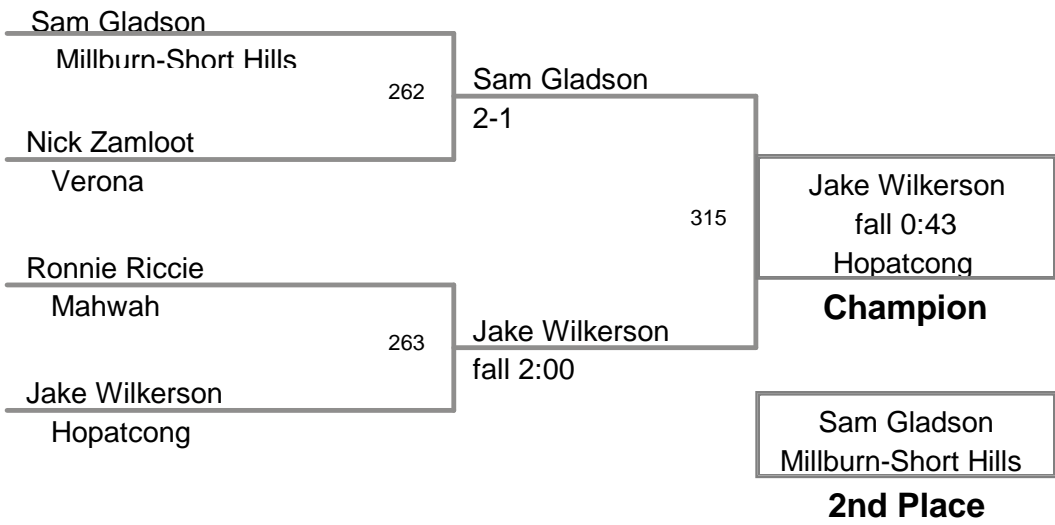 Sam Gladson
Millburn-Short Hills
262
Sam Gladson
2-1
Nick Zamloot
Verona
Jake Wilkerson
fall 0:43
Hopatcong
Champion
315
Ronnie Riccie
Mahwah
263
Jake Wilkerson
fall 2:00
Jake Wilkerson
Hopatcong
Sam Gladson
Millburn-Short Hills
2nd Place